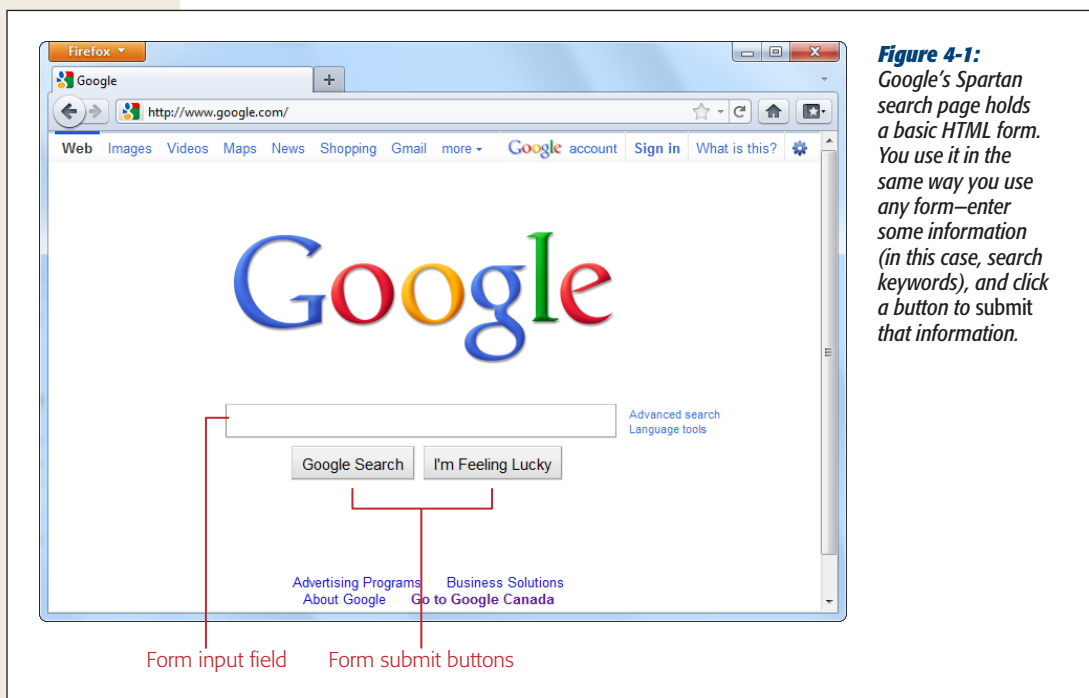 Firefox
Google
http://www.google.com/
Web Images Videos Maps News Shopping Gmail more Google account Sign in What is this?
Google
Advanced search
Language tools
Google Search I'm Feeling Lucky
Advertising Programs Business Solutions
About Google Go to Google Canada
Form input field Form submit buttons
Figure 4-1:
Google’s Spartan
search page holds
a basic HTML form.
You use it in the
same way you use
any form—enter
some information
(in this case, search
keywords), and click
a button to submit
that information.